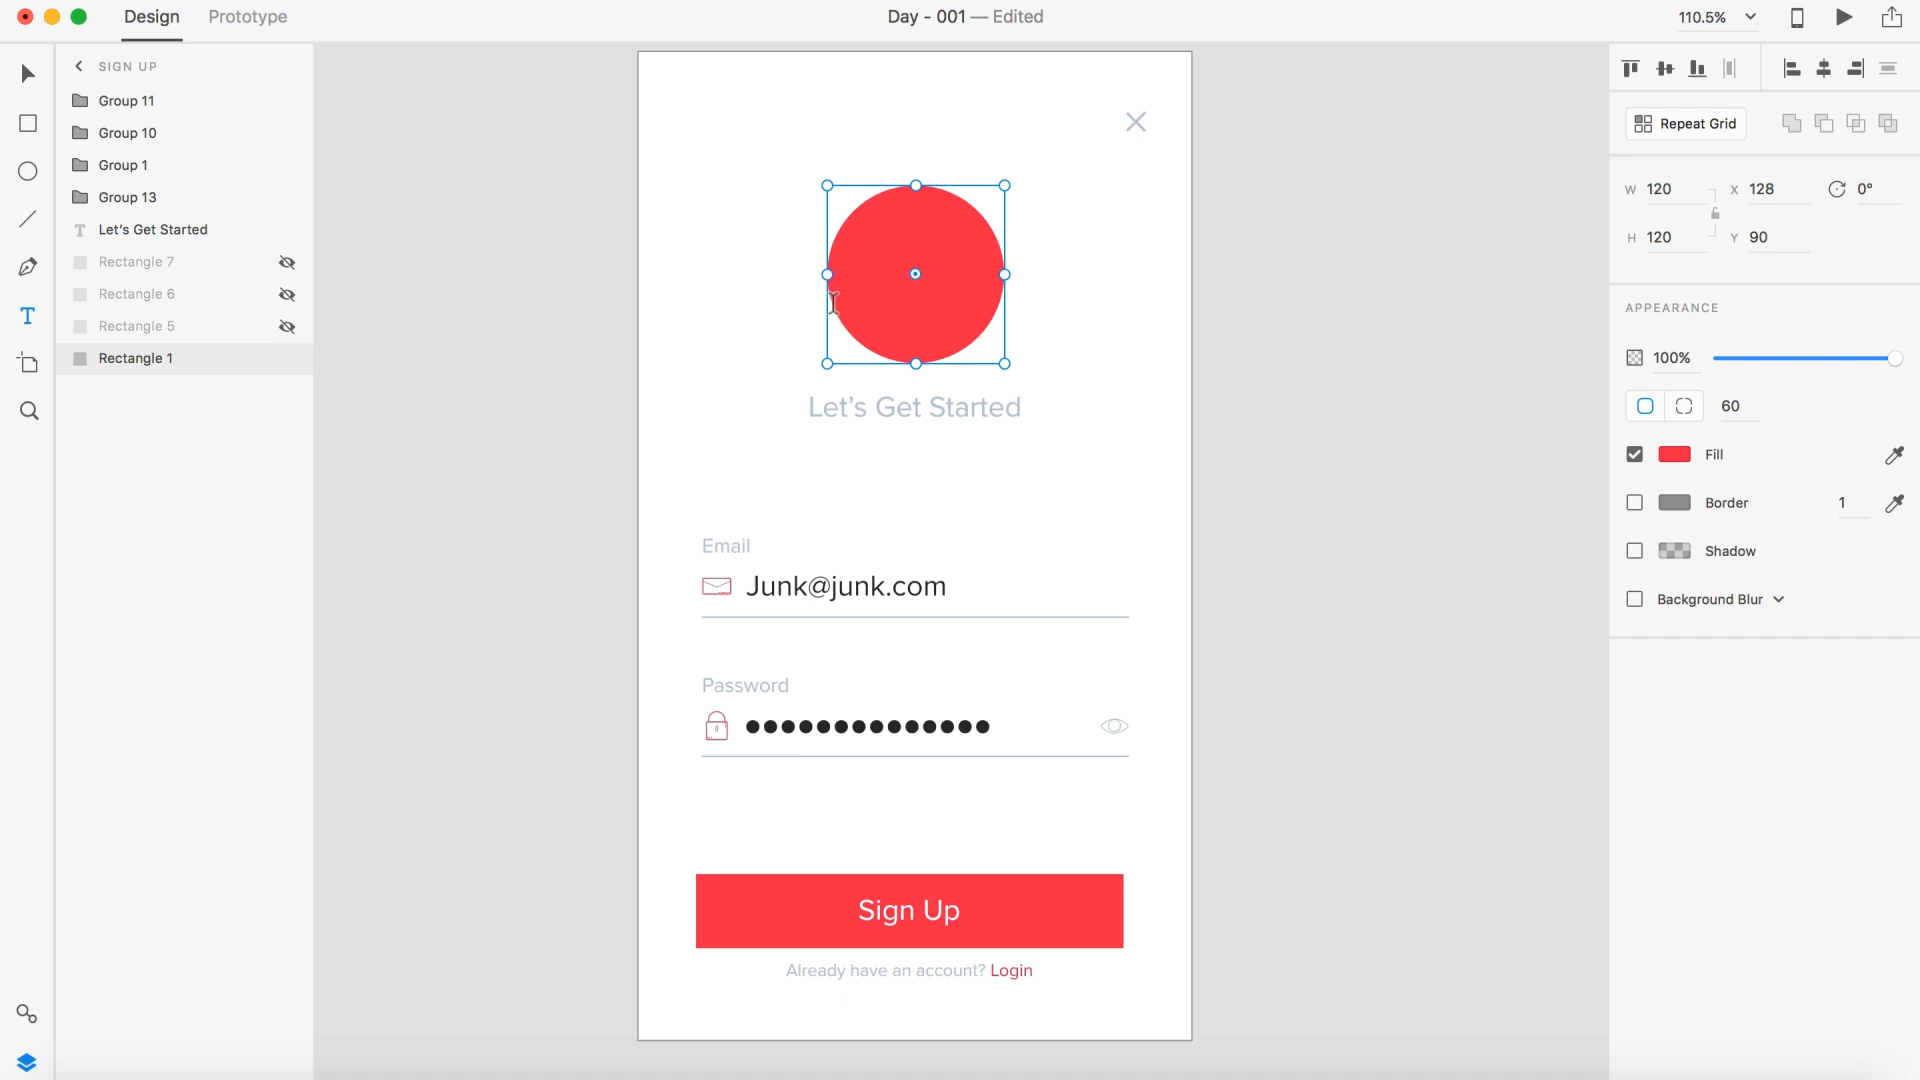 Design Prototype Day - 001 — Edited 110.5%
SIGN UP
Group 11
Group 10
Group 1
Group 13
T Let's Get Started
Rectangle 7
Rectangle 6
Rectangle 5
Rectangle 1
T
Let's Get Started
Email
Junk@junk.com
Password
Sign Up
Already have an account? Login
Repeat Grid
W 120 X 128 0°
H 120 Y 90
APPEARANCE
100%
60
Fill
Border 1
Shadow
Background Blur